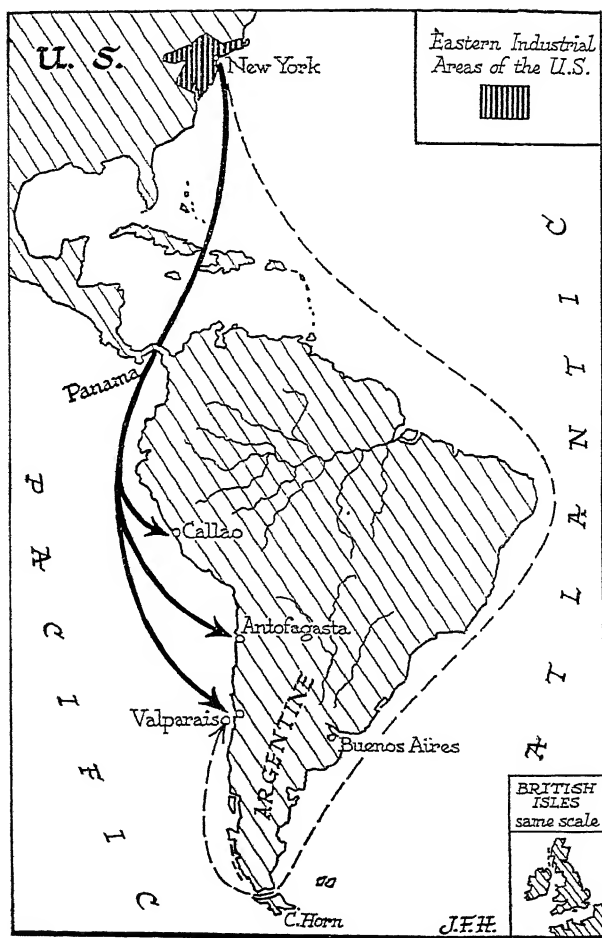 U. S.
New York
Eastern Industrial
Areas of the U.S.
Panama
PACIFIC
ATLANTIC
Callao
Antofagasta
Valparaiso
ARGENTINE
Buenos Aïres
C. Horn
J.F.H.
BRITISH
ISLES
same scale